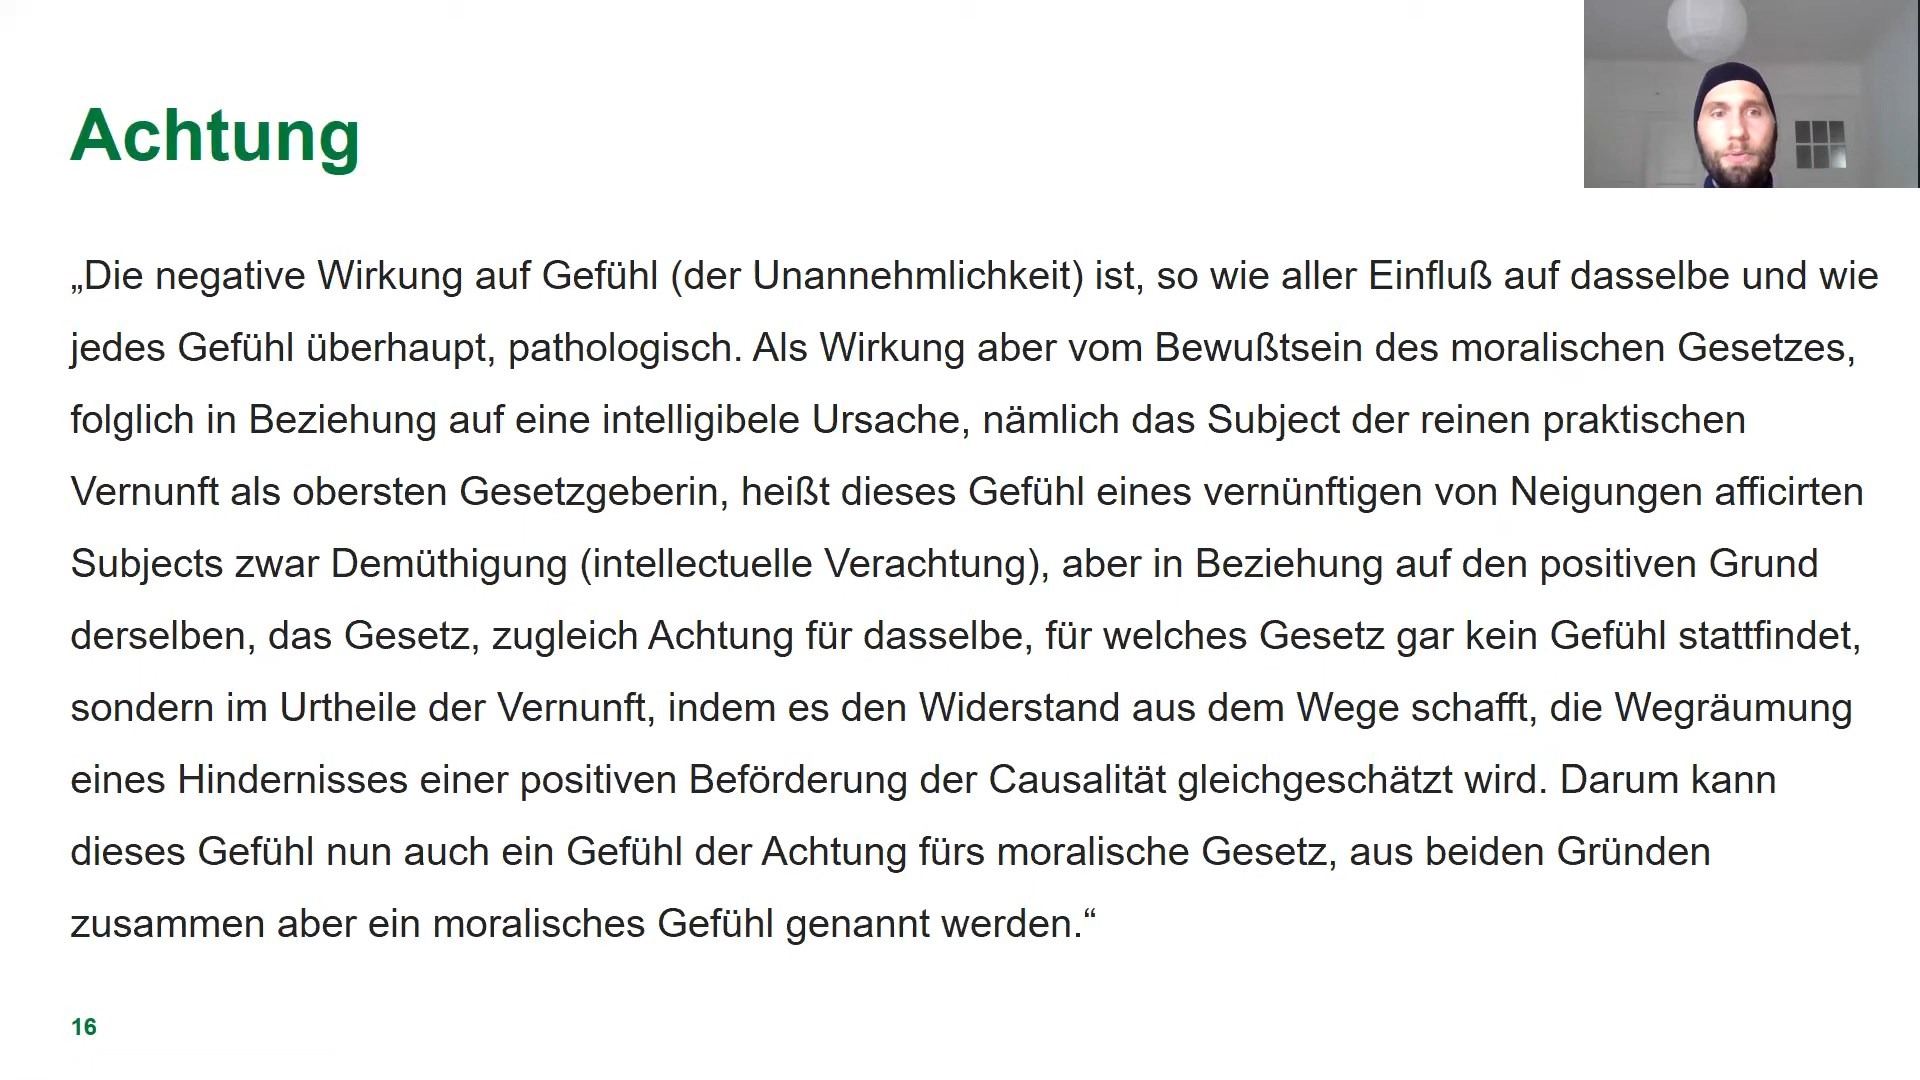 Achtung
„Die negative Wirkung auf Gefühl (der Unannehmlichkeit) ist, so wie aller Einfluß auf dasselbe und wie
jedes Gefühl überhaupt, pathologisch. Als Wirkung aber vom Bewußtsein des moralischen Gesetzes,
folglich in Beziehung auf eine intelligibele Ursache, nämlich das Subject der reinen praktischen
Vernunft als obersten Gesetzgeberin, heißt dieses Gefühl eines vernünftigen von Neigungen afficirten
Subjects zwar Demüthigung (intellectuelle Verachtung), aber in Beziehung auf den positiven Grund
derselben, das Gesetz, zugleich Achtung für dasselbe, für welches Gesetz gar kein Gefühl stattfindet,
sondern im Urtheile der Vernunft, indem es den Widerstand aus dem Wege schafft, die Wegräumung
eines Hindernisses einer positiven Beförderung der Causalität gleichgeschätzt wird. Darum kann
dieses Gefühl nun auch ein Gefühl der Achtung fürs moralische Gesetz, aus beiden Gründen
zusammen aber ein moralisches Gefühl genannt werden.“
16